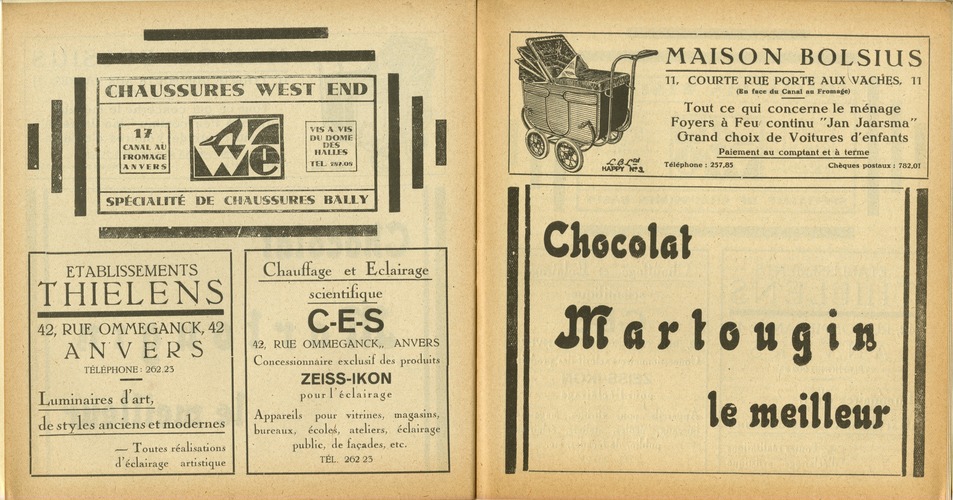 CHAUSSURES WEST END
17
CANAL AU
FROMAGE
ANVERS
VIS A VIS
DU DOME
DES
HALLES
TEL.
SPÉCIALITÉ DE CHAUSSURES BALLY
ETABLISSEMENTS
THIELENS
42, RUE OMMEGANCK, 42
ANVERS
TÉLÉPHONE: 262.23
Luminaires d'art,
de styles anciens et modernes
— Toutes réalisations
d'éclairage artistique
Chauffage et Eclairage
scientifique
C-E-S
42, RUE OMMEGANCK,, ANVERS
Concessionnaire exclusif des produits
ZEISS-IKON
pour l'éclairage
Appareils pour vitrines, magasins,
bureaux, écoles, ateliers, éclairage
public, de façades, etc.
TÉL. 262 23
MAISON BOLSIUS
11, COURTE RUE PORTE AUX VACHES, 11
(En face du Canal au Fromage)
Tout ce qui concerne le ménage
Foyers à Feu continu "Jan Jaarsma"
Grand choix de Voitures d'enfants
Paiement au comptant et à terme
Téléphone : 257,85 Chèques postaux : 782,01
HAPPY Nº 3.
Chocolat
Martougin
le meilleur